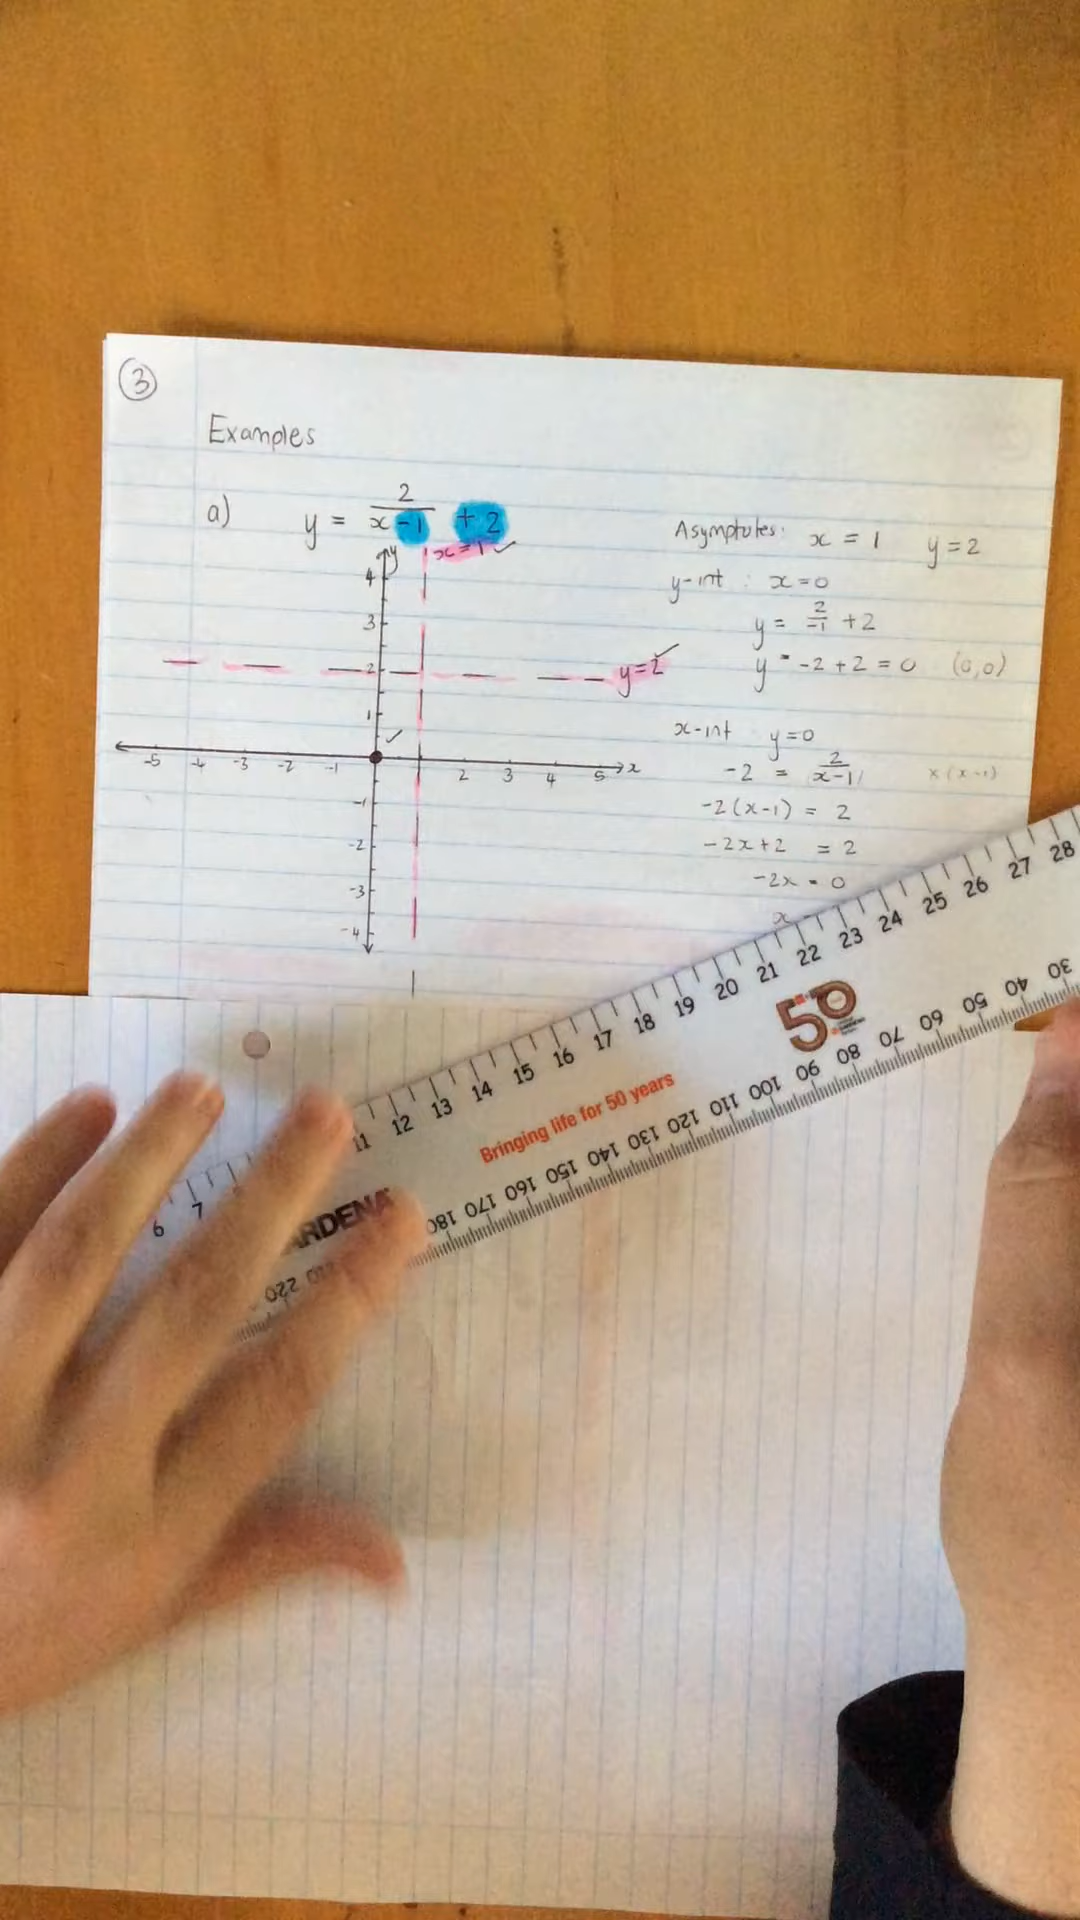 3
Examples
a) y = 2/(x-1) + 2
x=1 ✓
y
4
3
2
1
y=2 ✓
✓
-5 -4 -3 -2 -1 2 3 4 5 x
-1
-2
-3
-4
Asymptotes: x = 1 y = 2
y-int : x=0
y = 2/-1 + 2
y = -2 + 2 = 0 (0,0)
x-int y=0
-2 = 2/(x-1) x(x-1)
-2(x-1) = 2
-2x+2 = 2
-2x = 0
x
6 7 11 12 13 14 15 16 17 18 19 20 21 22 23 24 25 26 27 28
50
Bringing life for 50 years
ARDENA
220 180 170 160 150 140 130 120 110 100 90 80 70 60 50 40 30